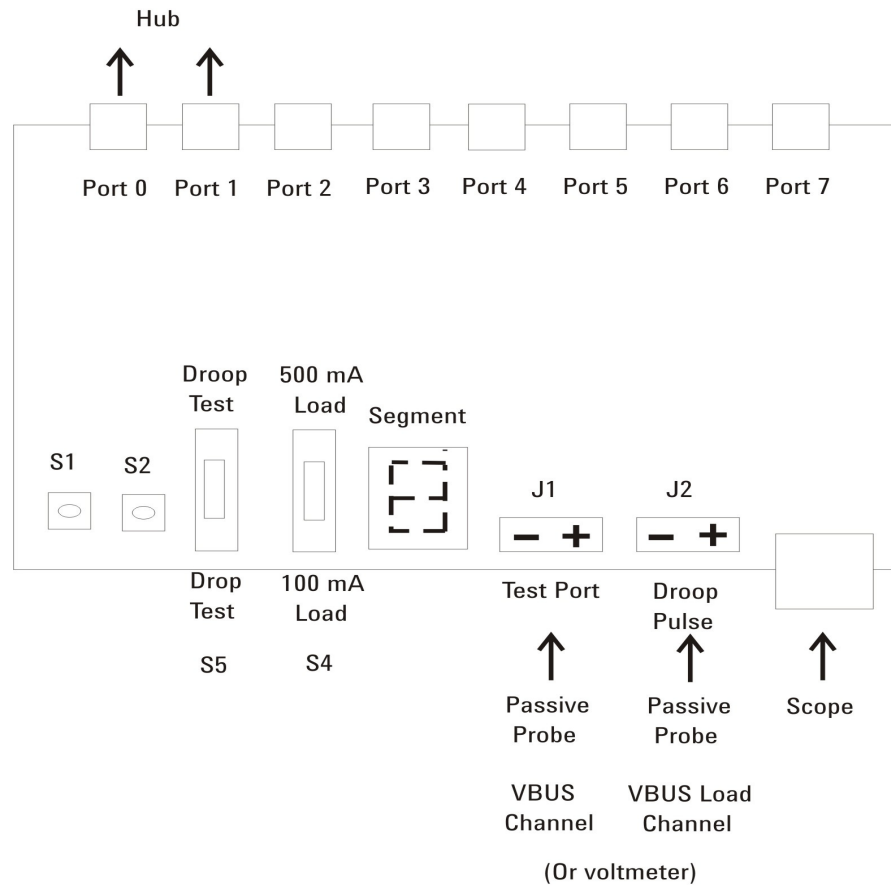 Hub
Port 0 Port 1 Port 2 Port 3 Port 4 Port 5 Port 6 Port 7
Droop
Test
500 mA
Load
Segment
S1
S2
J1
J2
− +
− +
Drop
Test
100 mA
Load
S5
S4
Test Port
Droop
Pulse
Passive
Probe
Passive
Probe
Scope
VBUS
Channel
VBUS Load
Channel
(Or voltmeter)